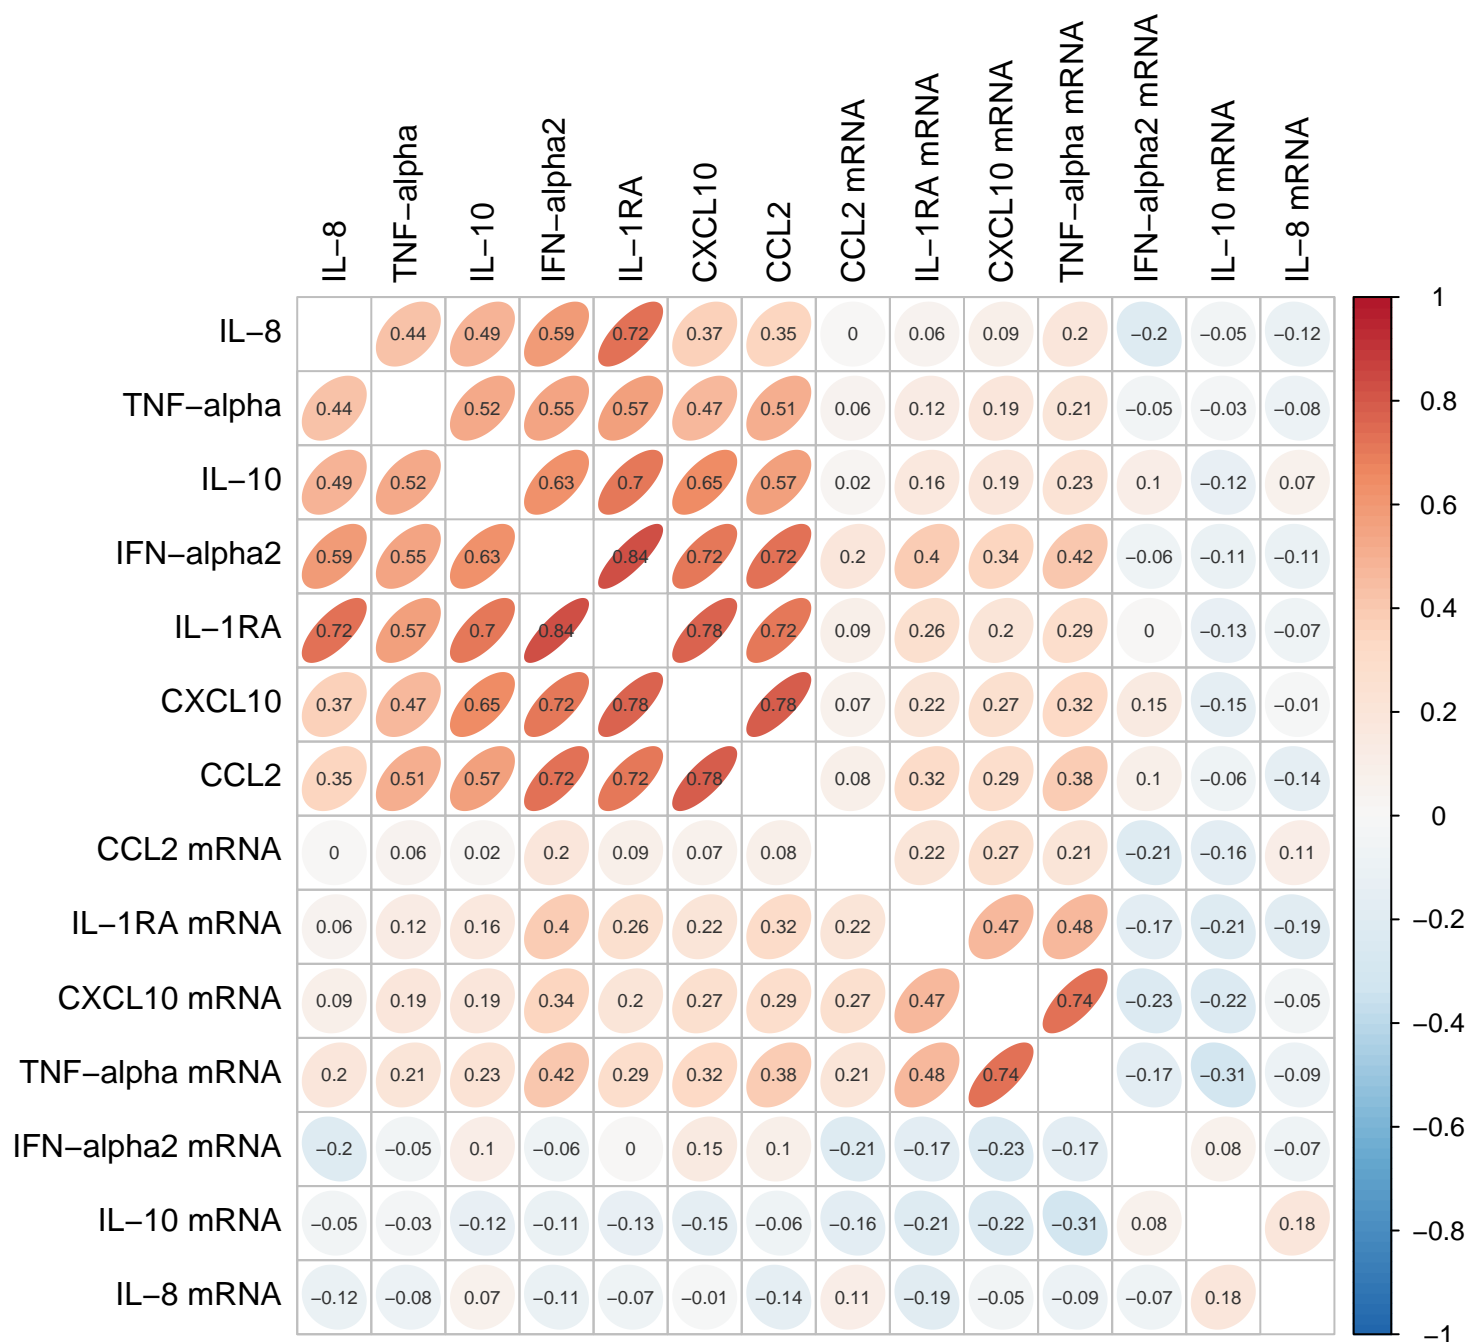 IL−8
TNF−alpha
IL−10
IFN−alpha2
IL−1RA
CXCL10
CCL2
CCL2 mRNA
IL−1RA mRNA
CXCL10 mRNA
TNF−alpha mRNA
IFN−alpha2 mRNA
IL−10 mRNA
IL−8 mRNA
IL−8 0.44 0.49 0.59 0.72 0.37 0.35 0 0.06 0.09 0.2 −0.2 −0.05 −0.12
TNF−alpha 0.44 0.52 0.55 0.57 0.47 0.51 0.06 0.12 0.19 0.21 −0.05 −0.03 −0.08
IL−10 0.49 0.52 0.63 0.7 0.65 0.57 0.02 0.16 0.19 0.23 0.1 −0.12 0.07
IFN−alpha2 0.59 0.55 0.63 0.84 0.72 0.72 0.2 0.4 0.34 0.42 −0.06 −0.11 −0.11
IL−1RA 0.72 0.57 0.7 0.84 0.78 0.72 0.09 0.26 0.2 0.29 0 −0.13 −0.07
CXCL10 0.37 0.47 0.65 0.72 0.78 0.78 0.07 0.22 0.27 0.32 0.15 −0.15 −0.01
CCL2 0.35 0.51 0.57 0.72 0.72 0.78 0.08 0.32 0.29 0.38 0.1 −0.06 −0.14
CCL2 mRNA 0 0.06 0.02 0.2 0.09 0.07 0.08 0.22 0.27 0.21 −0.21 −0.16 0.11
IL−1RA mRNA 0.06 0.12 0.16 0.4 0.26 0.22 0.32 0.22 0.47 0.48 −0.17 −0.21 −0.19
CXCL10 mRNA 0.09 0.19 0.19 0.34 0.2 0.27 0.29 0.27 0.47 0.74 −0.23 −0.22 −0.05
TNF−alpha mRNA 0.2 0.21 0.23 0.42 0.29 0.32 0.38 0.21 0.48 0.74 −0.17 −0.31 −0.09
IFN−alpha2 mRNA −0.2 −0.05 0.1 −0.06 0 0.15 0.1 −0.21 −0.17 −0.23 −0.17 0.08 −0.07
IL−10 mRNA −0.05 −0.03 −0.12 −0.11 −0.13 −0.15 −0.06 −0.16 −0.21 −0.22 −0.31 0.08 0.18
IL−8 mRNA −0.12 −0.08 0.07 −0.11 −0.07 −0.01 −0.14 0.11 −0.19 −0.05 −0.09 −0.07 0.18
1
0.8
0.6
0.4
0.2
0
−0.2
−0.4
−0.6
−0.8
−1